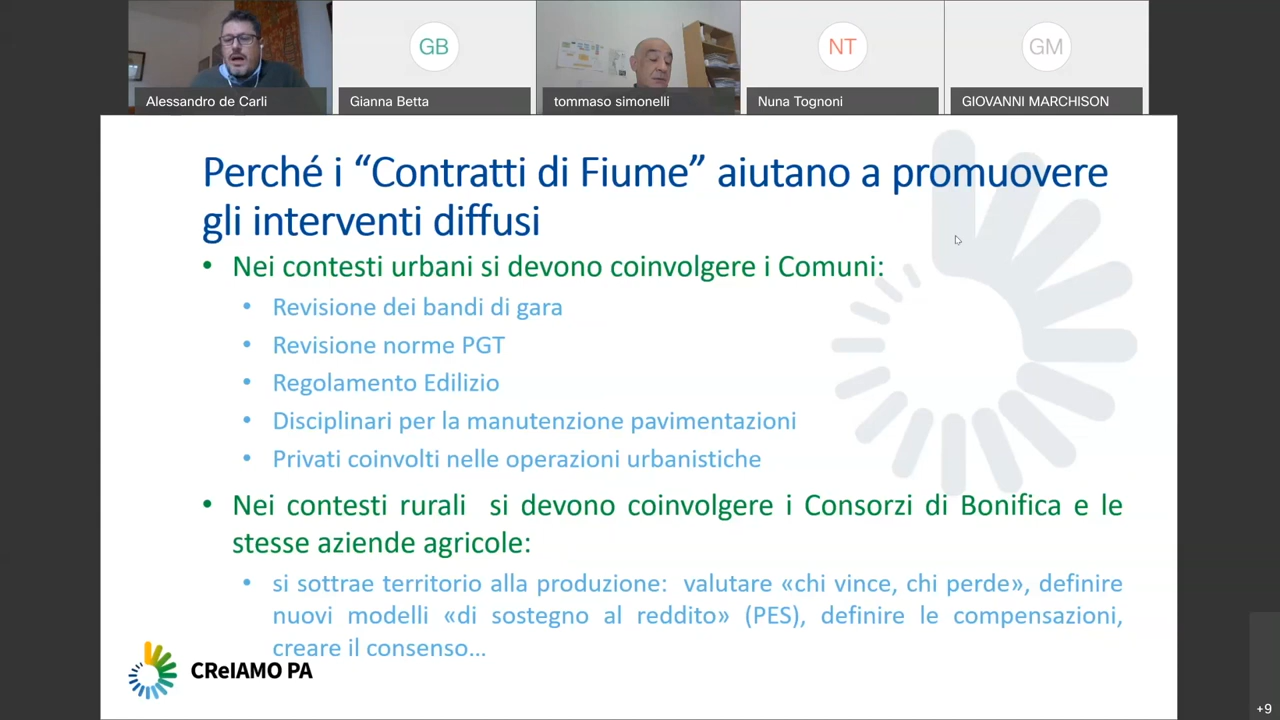 GB
NT
GM
Alessandro de Carli
Gianna Betta
tommaso simonelli
Nuna Tognoni
GIOVANNI MARCHISON
Perché i “Contratti di Fiume” aiutano a promuovere
gli interventi diffusi
• Nei contesti urbani si devono coinvolgere i Comuni:
• Revisione dei bandi di gara
• Revisione norme PGT
• Regolamento Edilizio
• Disciplinari per la manutenzione pavimentazioni
• Privati coinvolti nelle operazioni urbanistiche
• Nei contesti rurali si devono coinvolgere i Consorzi di Bonifica e le
stesse aziende agricole:
• si sottrae territorio alla produzione: valutare «chi vince, chi perde», definire
nuovi modelli «di sostegno al reddito» (PES), definire le compensazioni,
creare il consenso...
CReIAMO PA
+9